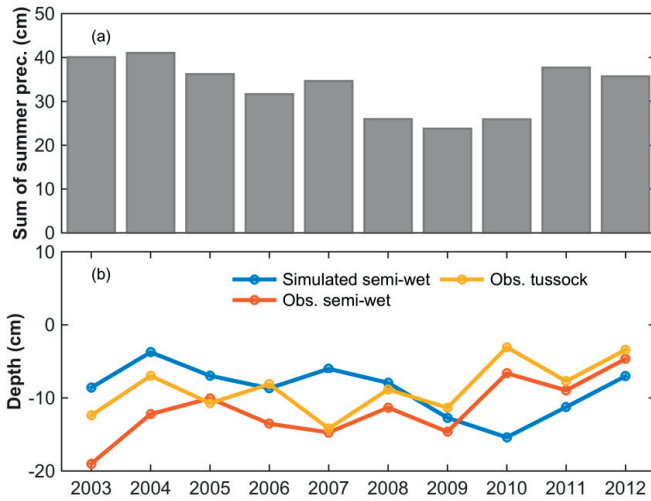 50
(a)
40
30
20
10
0
Sum of summer prec. (cm)
10
(b)
Simulated semi-wet
Obs. tussock
Obs. semi-wet
0
-10
-20
Depth (cm)
2003 2004 2005 2006 2007 2008 2009 2010 2011 2012